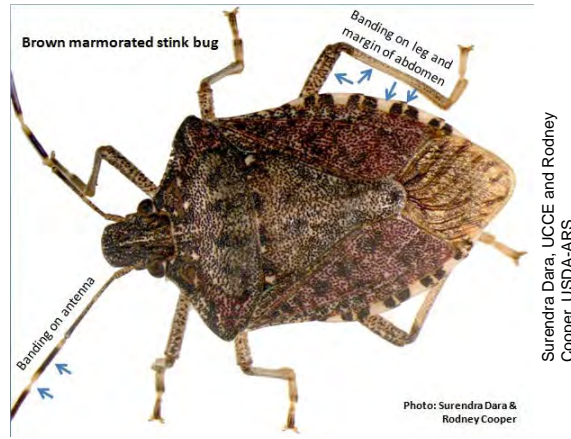 Brown marmorated stink bug
Banding on leg and
margin of abdomen
Banding on antenna
Photo: Surendra Dara &
Rodney Cooper
Surendra Dara, UCCE and Rodney
Cooper, USDA-ARS